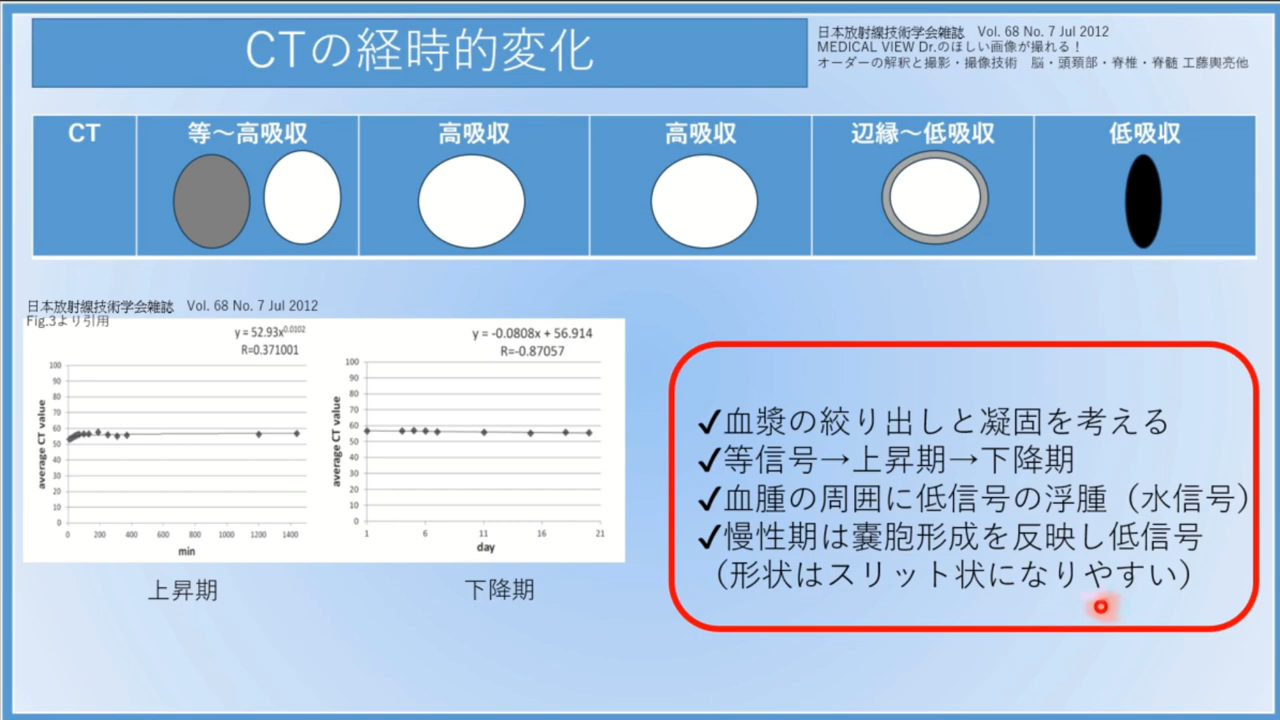 CTの経時的変化
日本放射線技術学会雑誌 Vol. 68 No. 7 Jul 2012
MEDICAL VIEW Dr.のほしい画像が撮れる！
オーダーの解釈と撮影・撮像技術 脳・頭頚部・脊椎・脊髄 工藤與亮他
CT 等～高吸収 高吸収 高吸収 辺縁～低吸収 低吸収
日本放射線技術学会雑誌 Vol. 68 No. 7 Jul 2012
Fig.3より引用
y = 52.93x^0.0102
R=0.371001
average CT value
100
90
80
70
60
50
40
30
20
10
0
0 200 400 600 800 1000 1200 1400
min
上昇期
y = -0.0808x + 56.914
R=-0.87057
average CT value
100
90
80
70
60
50
40
30
20
10
0
1 6 11 16 21
day
下降期
✓血漿の絞り出しと凝固を考える
✓等信号→上昇期→下降期
✓血腫の周囲に低信号の浮腫（水信号）
✓慢性期は嚢胞形成を反映し低信号
（形状はスリット状になりやすい）